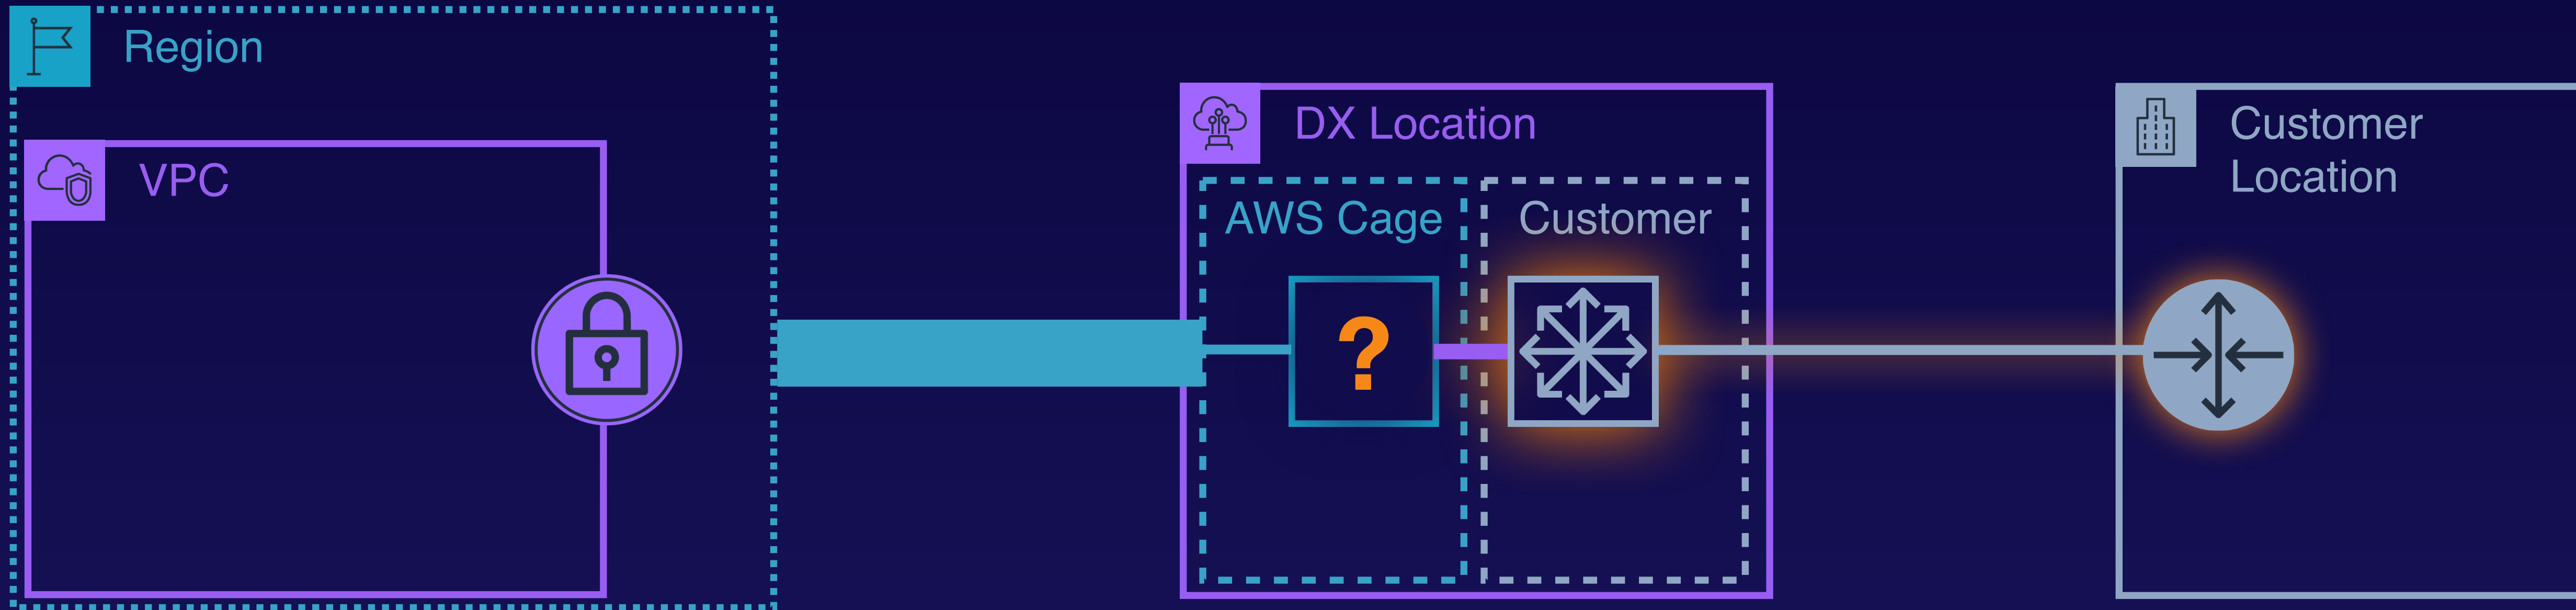 Region
VPC
DX Location
AWS Cage
Customer
?
Customer
Location